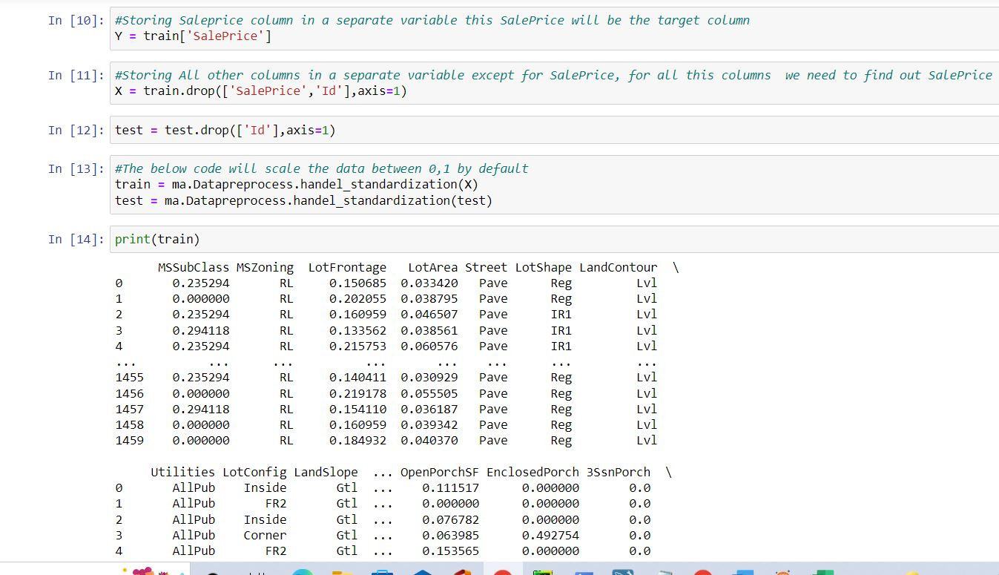 In [10]: #Storing Saleprice column in a separate variable this SalePrice will be the target column
Y = train['SalePrice']
In [11]: #Storing All other columns in a separate variable except for SalePrice, for all this columns  we need to find out SalePrice
X = train.drop(['SalePrice','Id'],axis=1)
In [12]: test = test.drop(['Id'],axis=1)
In [13]: #The below code will scale the data between 0,1 by default
train = ma.Datapreprocess.handel_standardization(X)
test = ma.Datapreprocess.handel_standardization(test)
In [14]: print(train)
MSSubClass MSZoning  LotFrontage   LotArea Street LotShape LandContour  \
0       0.235294       RL     0.150685  0.033420   Pave      Reg         Lvl
1       0.000000       RL     0.202055  0.038795   Pave      Reg         Lvl
2       0.235294       RL     0.160959  0.046507   Pave      IR1         Lvl
3       0.294118       RL     0.133562  0.038561   Pave      IR1         Lvl
4       0.235294       RL     0.215753  0.060576   Pave      IR1         Lvl
...          ...      ...          ...       ...    ...      ...         ...
1455    0.235294       RL     0.140411  0.030929   Pave      Reg         Lvl
1456    0.000000       RL     0.219178  0.055505   Pave      Reg         Lvl
1457    0.294118       RL     0.154110  0.036187   Pave      Reg         Lvl
1458    0.000000       RL     0.160959  0.039342   Pave      Reg         Lvl
1459    0.000000       RL     0.184932  0.040370   Pave      Reg         Lvl
Utilities LotConfig LandSlope  ... OpenPorchSF EnclosedPorch 3SsnPorch  \
0       AllPub    Inside       Gtl  ...    0.111517      0.000000       0.0
1       AllPub       FR2       Gtl  ...    0.000000      0.000000       0.0
2       AllPub    Inside       Gtl  ...    0.076782      0.000000       0.0
3       AllPub    Corner       Gtl  ...    0.063985      0.492754       0.0
4       AllPub       FR2       Gtl  ...    0.153565      0.000000       0.0